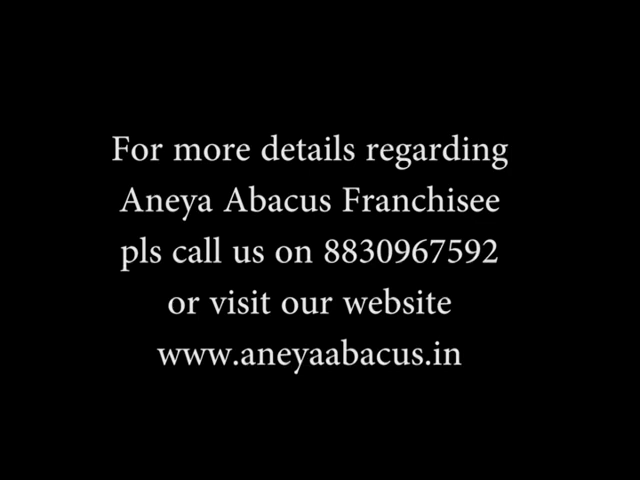 For more details regarding
Aneya Abacus Franchisee
pls call us on 8830967592
or visit our website
www.aneyaabacus.in